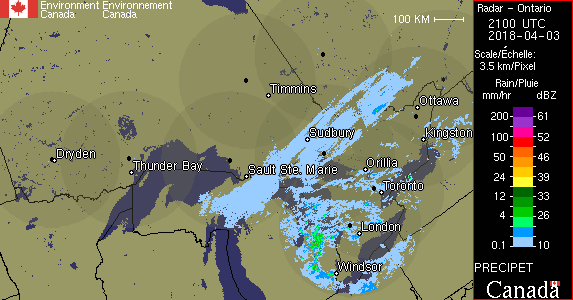 Environment Environnement
Canada Canada
100 KM
Timmins
Ottawa
Sudbury
Kingston
Dryden
Thunder Bay
Sault Ste. Marie
Orillia
Toronto
London
Windsor
Radar - Ontario
2100 UTC
2018-04-03
Scale/Échelle:
3.5 km/Pixel
Rain/Pluie
mm/hr dBZ
200 61
100 52
50 46
24 39
12 33
4 26
0.1 10
PRECIPET
Canada